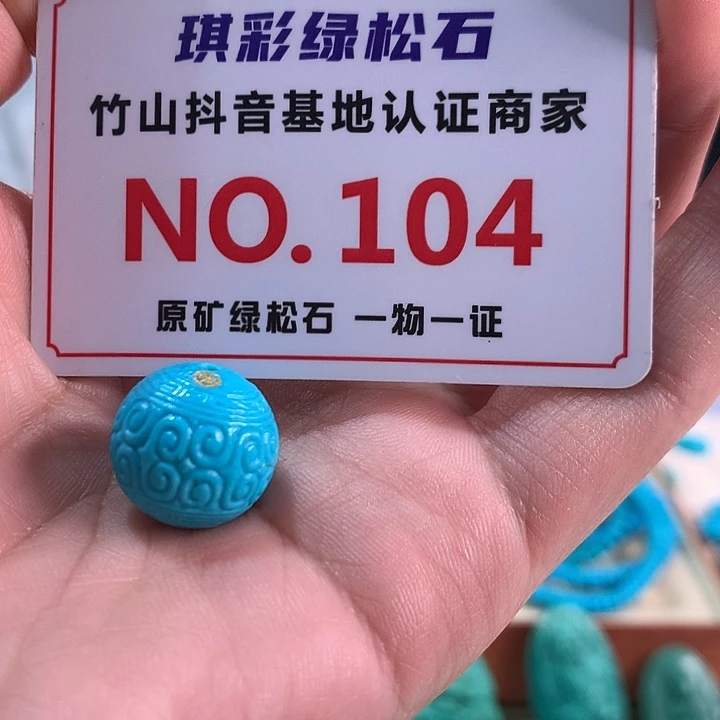 琪彩绿松石
竹山抖音基地认证商家
NO.104
原矿绿松石 一物一证